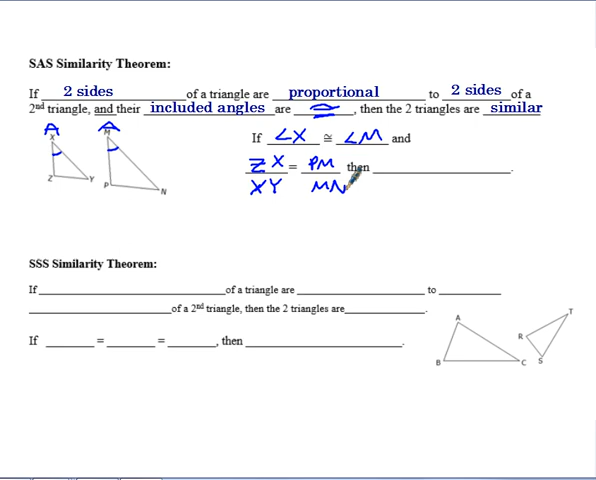 SAS Similarity Theorem:
If 2 sides of a triangle are proportional to 2 sides of a
2nd triangle, and their included angles are ≅, then the 2 triangles are similar
A A
X M
If ∠X ≅ ∠M and
ZX = PM then
XY MN
Z Y P N
SSS Similarity Theorem:
If of a triangle are to
of a 2nd triangle, then the 2 triangles are.
If = = , then .
A T
R
B C S